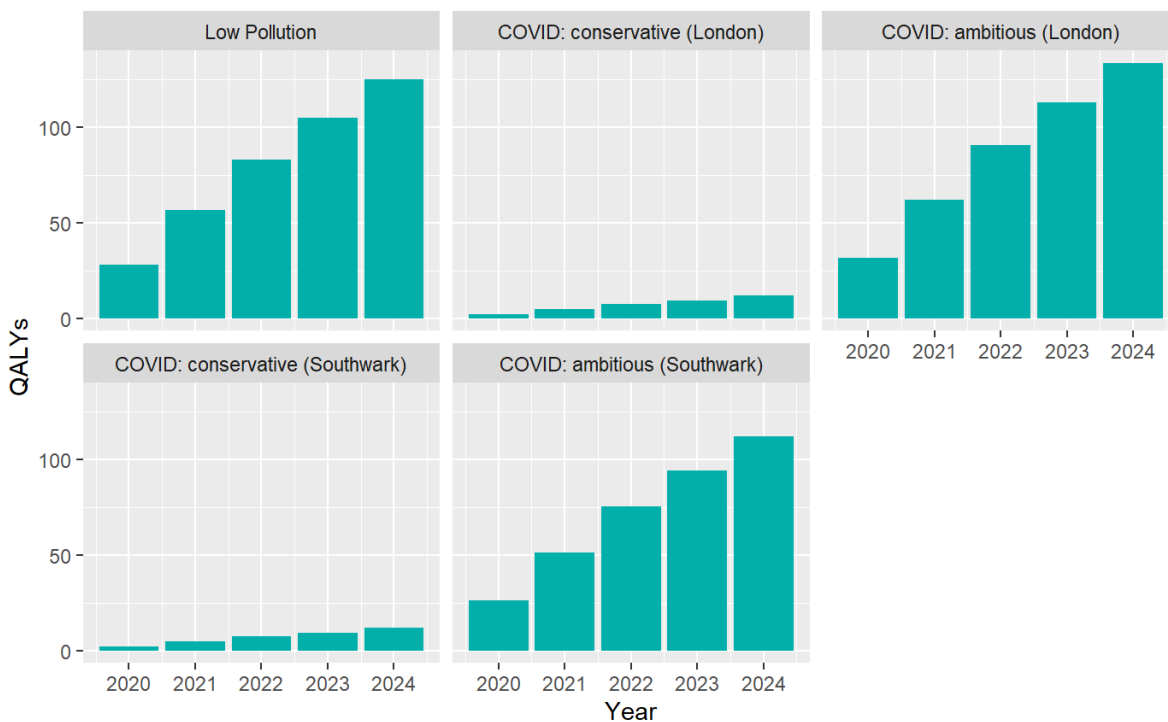 Low Pollution
COVID: conservative (London)
COVID: ambitious (London)
100
50
0
2020 2021 2022 2023 2024
QALYs
COVID: conservative (Southwark)
COVID: ambitious (Southwark)
100
50
0
2020 2021 2022 2023 2024
2020 2021 2022 2023 2024
Year